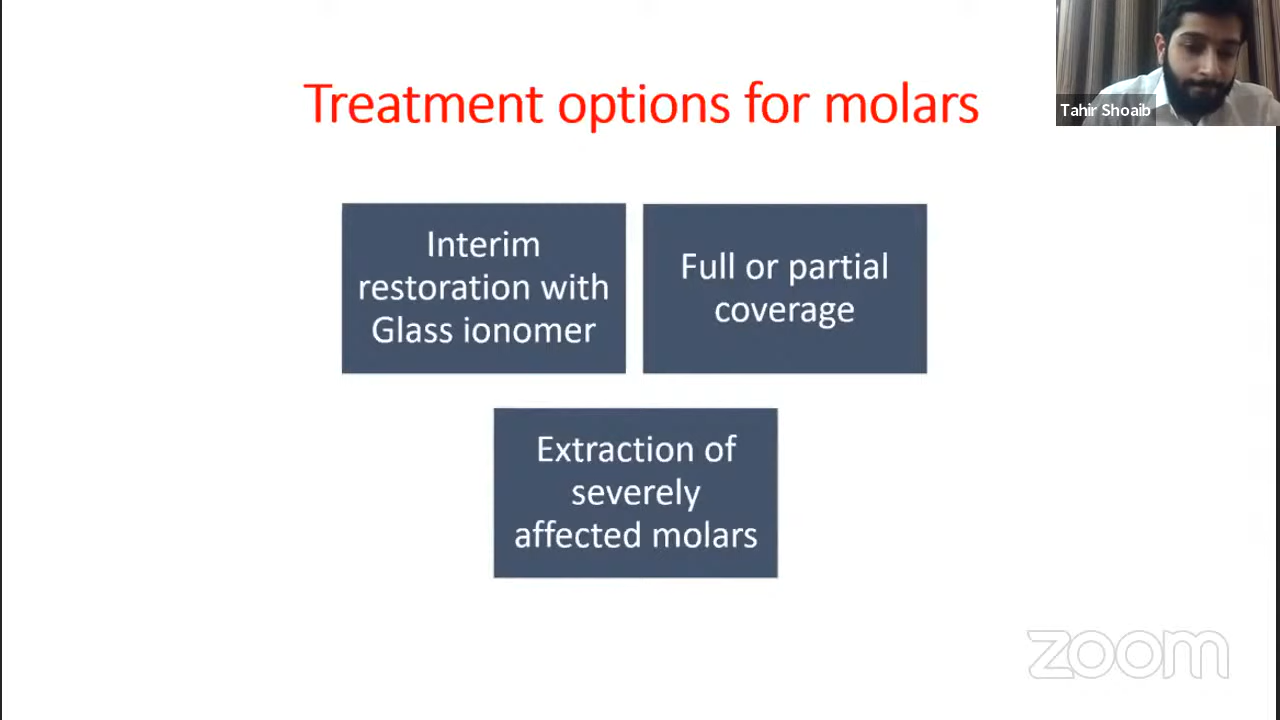 Treatment options for molars
Tahir Shoaib
Interim
restoration with
Glass ionomer
Full or partial
coverage
Extraction of
severely
affected molars
zoom